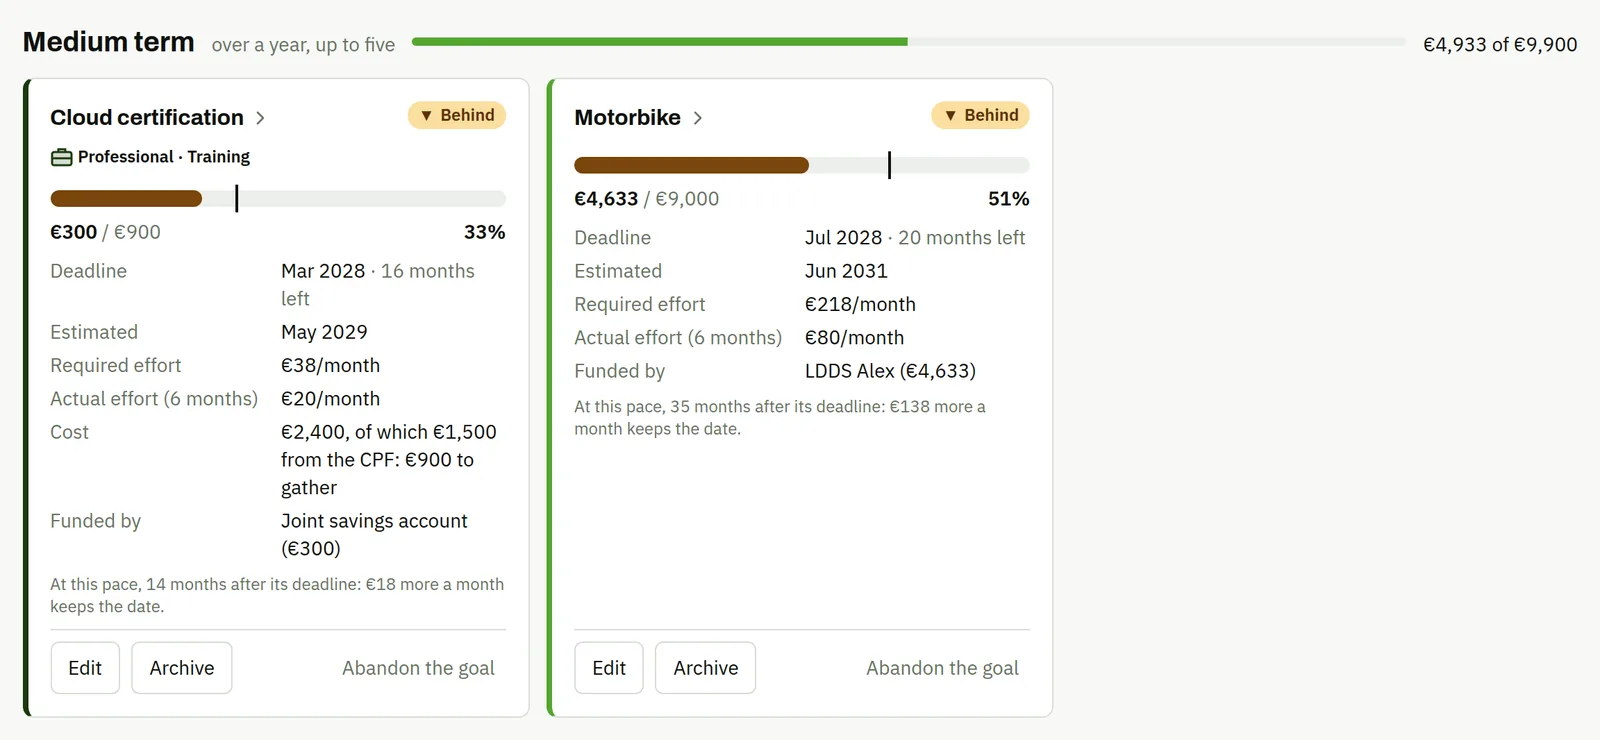 Medium term over a year, up to five €4,933 of €9,900
Cloud certification
▼ Behind
Professional · Training
€300 / €900 33%
Deadline Mar 2028 · 16 months
left
Estimated May 2029
Required effort €38/month
Actual effort (6 months) €20/month
Cost €2,400, of which €1,500
from the CPF: €900 to
gather
Funded by Joint savings account
(€300)
At this pace, 14 months after its deadline: €18 more a month
keeps the date.
Edit Archive Abandon the goal
Motorbike
▼ Behind
€4,633 / €9,000 51%
Deadline Jul 2028 · 20 months left
Estimated Jun 2031
Required effort €218/month
Actual effort (6 months) €80/month
Funded by LDDS Alex (€4,633)
At this pace, 35 months after its deadline: €138 more a
month keeps the date.
Edit Archive Abandon the goal